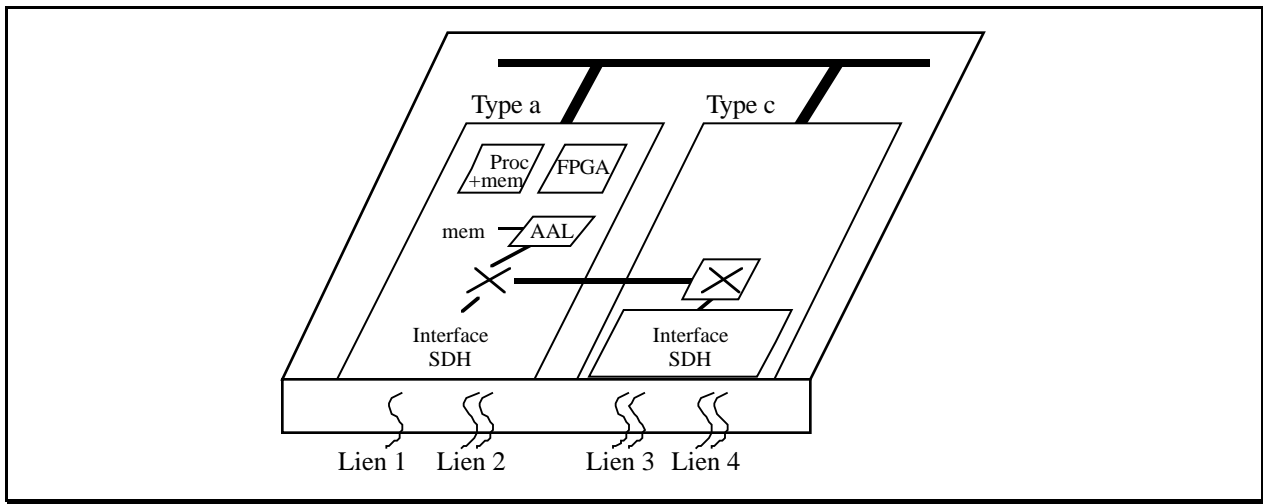 Type a
Type c
Proc
+mem
FPGA
mem
AAL
Interface
SDH
Interface
SDH
Lien 1
Lien 2
Lien 3
Lien 4